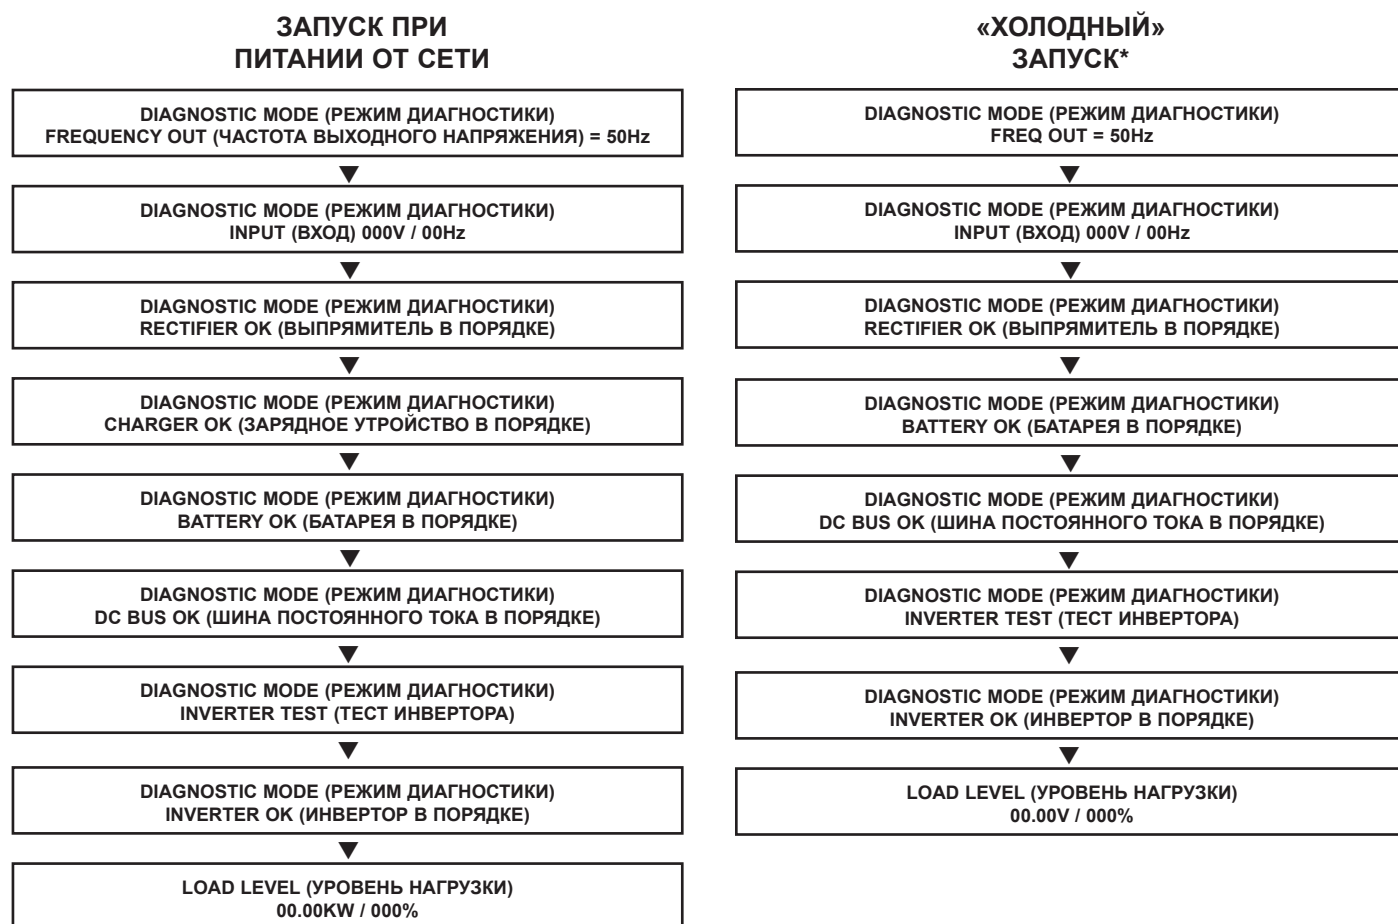 ЗАПУСК ПРИ
ПИТАНИИ ОТ СЕТИ
DIAGNOSTIC MODE (РЕЖИМ ДИАГНОСТИКИ)
FREQUENCY OUT (ЧАСТОТА ВЫХОДНОГО НАПРЯЖЕНИЯ) = 50Hz
DIAGNOSTIC MODE (РЕЖИМ ДИАГНОСТИКИ)
INPUT (ВХОД) 000V / 00Hz
DIAGNOSTIC MODE (РЕЖИМ ДИАГНОСТИКИ)
RECTIFIER OK (ВЫПРЯМИТЕЛЬ В ПОРЯДКЕ)
DIAGNOSTIC MODE (РЕЖИМ ДИАГНОСТИКИ)
CHARGER OK (ЗАРЯДНОЕ УТРОЙСТВО В ПОРЯДКЕ)
DIAGNOSTIC MODE (РЕЖИМ ДИАГНОСТИКИ)
BATTERY OK (БАТАРЕЯ В ПОРЯДКЕ)
DIAGNOSTIC MODE (РЕЖИМ ДИАГНОСТИКИ)
DC BUS OK (ШИНА ПОСТОЯННОГО ТОКА В ПОРЯДКЕ)
DIAGNOSTIC MODE (РЕЖИМ ДИАГНОСТИКИ)
INVERTER TEST (ТЕСТ ИНВЕРТОРА)
DIAGNOSTIC MODE (РЕЖИМ ДИАГНОСТИКИ)
INVERTER OK (ИНВЕРТОР В ПОРЯДКЕ)
LOAD LEVEL (УРОВЕНЬ НАГРУЗКИ)
00.00KW / 000%
«ХОЛОДНЫЙ»
ЗАПУСК*
DIAGNOSTIC MODE (РЕЖИМ ДИАГНОСТИКИ)
FREQ OUT = 50Hz
DIAGNOSTIC MODE (РЕЖИМ ДИАГНОСТИКИ)
INPUT (ВХОД) 000V / 00Hz
DIAGNOSTIC MODE (РЕЖИМ ДИАГНОСТИКИ)
RECTIFIER OK (ВЫПРЯМИТЕЛЬ В ПОРЯДКЕ)
DIAGNOSTIC MODE (РЕЖИМ ДИАГНОСТИКИ)
BATTERY OK (БАТАРЕЯ В ПОРЯДКЕ)
DIAGNOSTIC MODE (РЕЖИМ ДИАГНОСТИКИ)
DC BUS OK (ШИНА ПОСТОЯННОГО ТОКА В ПОРЯДКЕ)
DIAGNOSTIC MODE (РЕЖИМ ДИАГНОСТИКИ)
INVERTER TEST (ТЕСТ ИНВЕРТОРА)
DIAGNOSTIC MODE (РЕЖИМ ДИАГНОСТИКИ)
INVERTER OK (ИНВЕРТОР В ПОРЯДКЕ)
LOAD LEVEL (УРОВЕНЬ НАГРУЗКИ)
00.00V / 000%